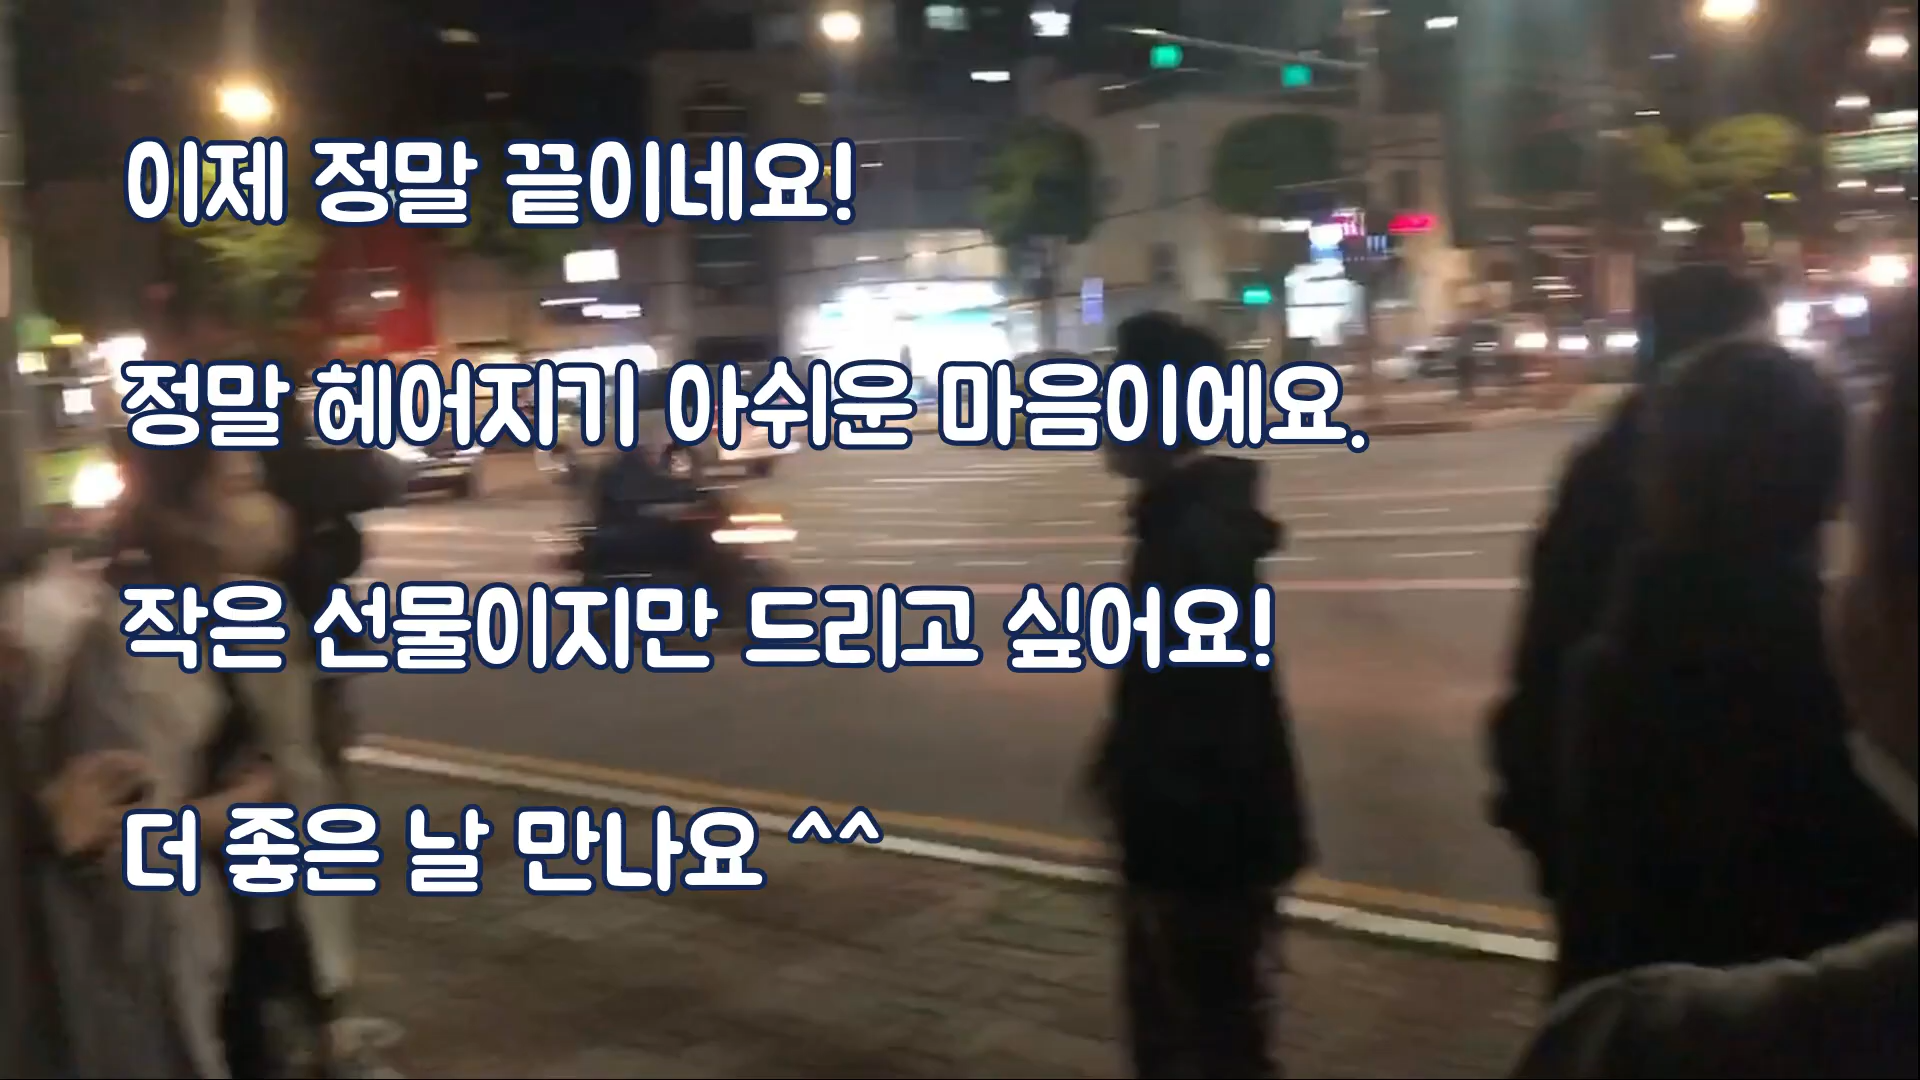 이제 정말 끝이네요!
정말 헤어지기 아쉬운 마음이에요.
작은 선물이지만 드리고 싶어요!
더 좋은 날 만나요 ^^